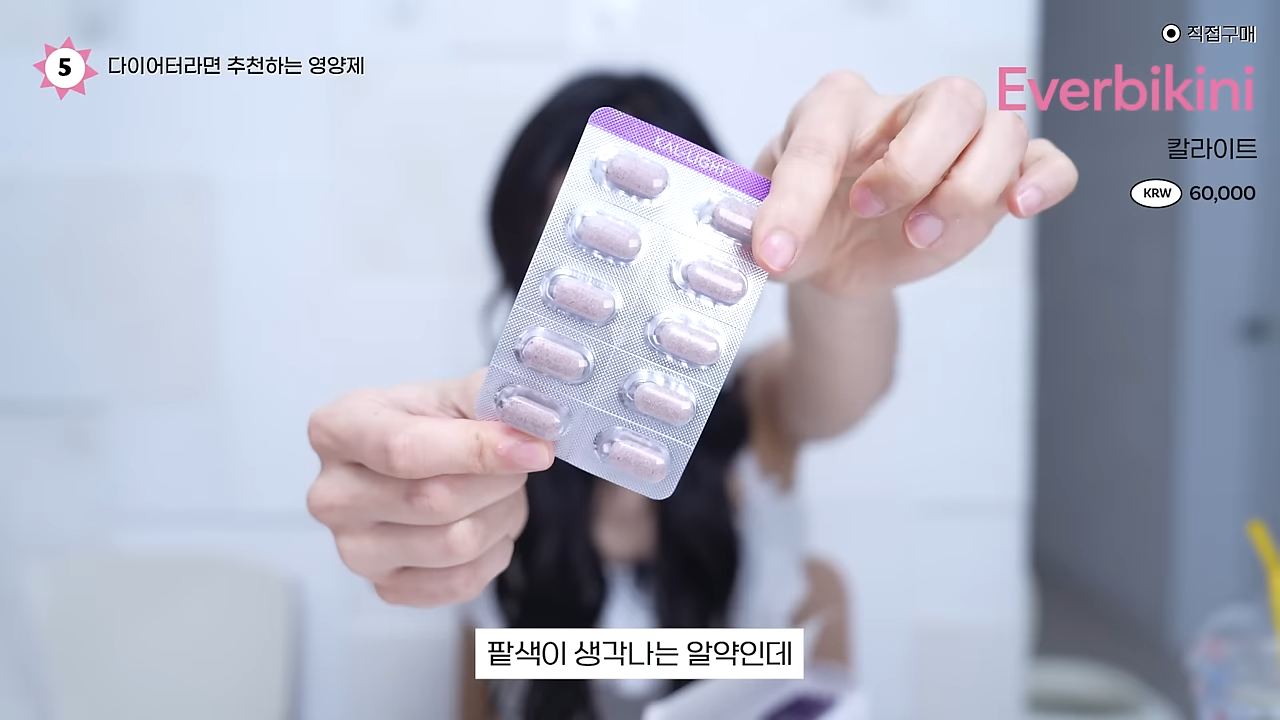 5 다이어터라면 추천하는 영양제
직접구매
Everbikini
칼라이트
KRW 60,000
팥색이 생각나는 알약인데